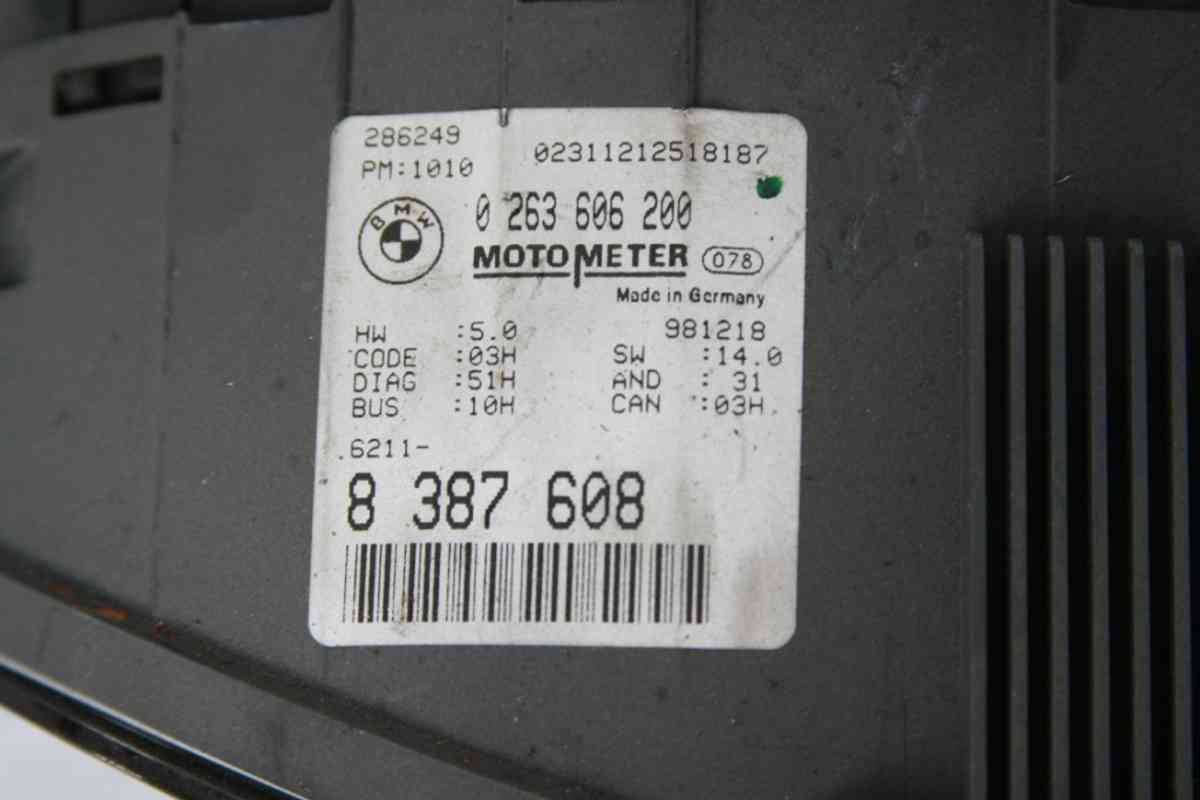 286249
PM:1010
02311212518187
BMW
0 263 606 200
MOTOMETER 078
Made in Germany
981218
HW :5.0
CODE :03H SW :14.0
DIAG :51H AND : 31
BUS :10H CAN :03H
6211-
8 387 608